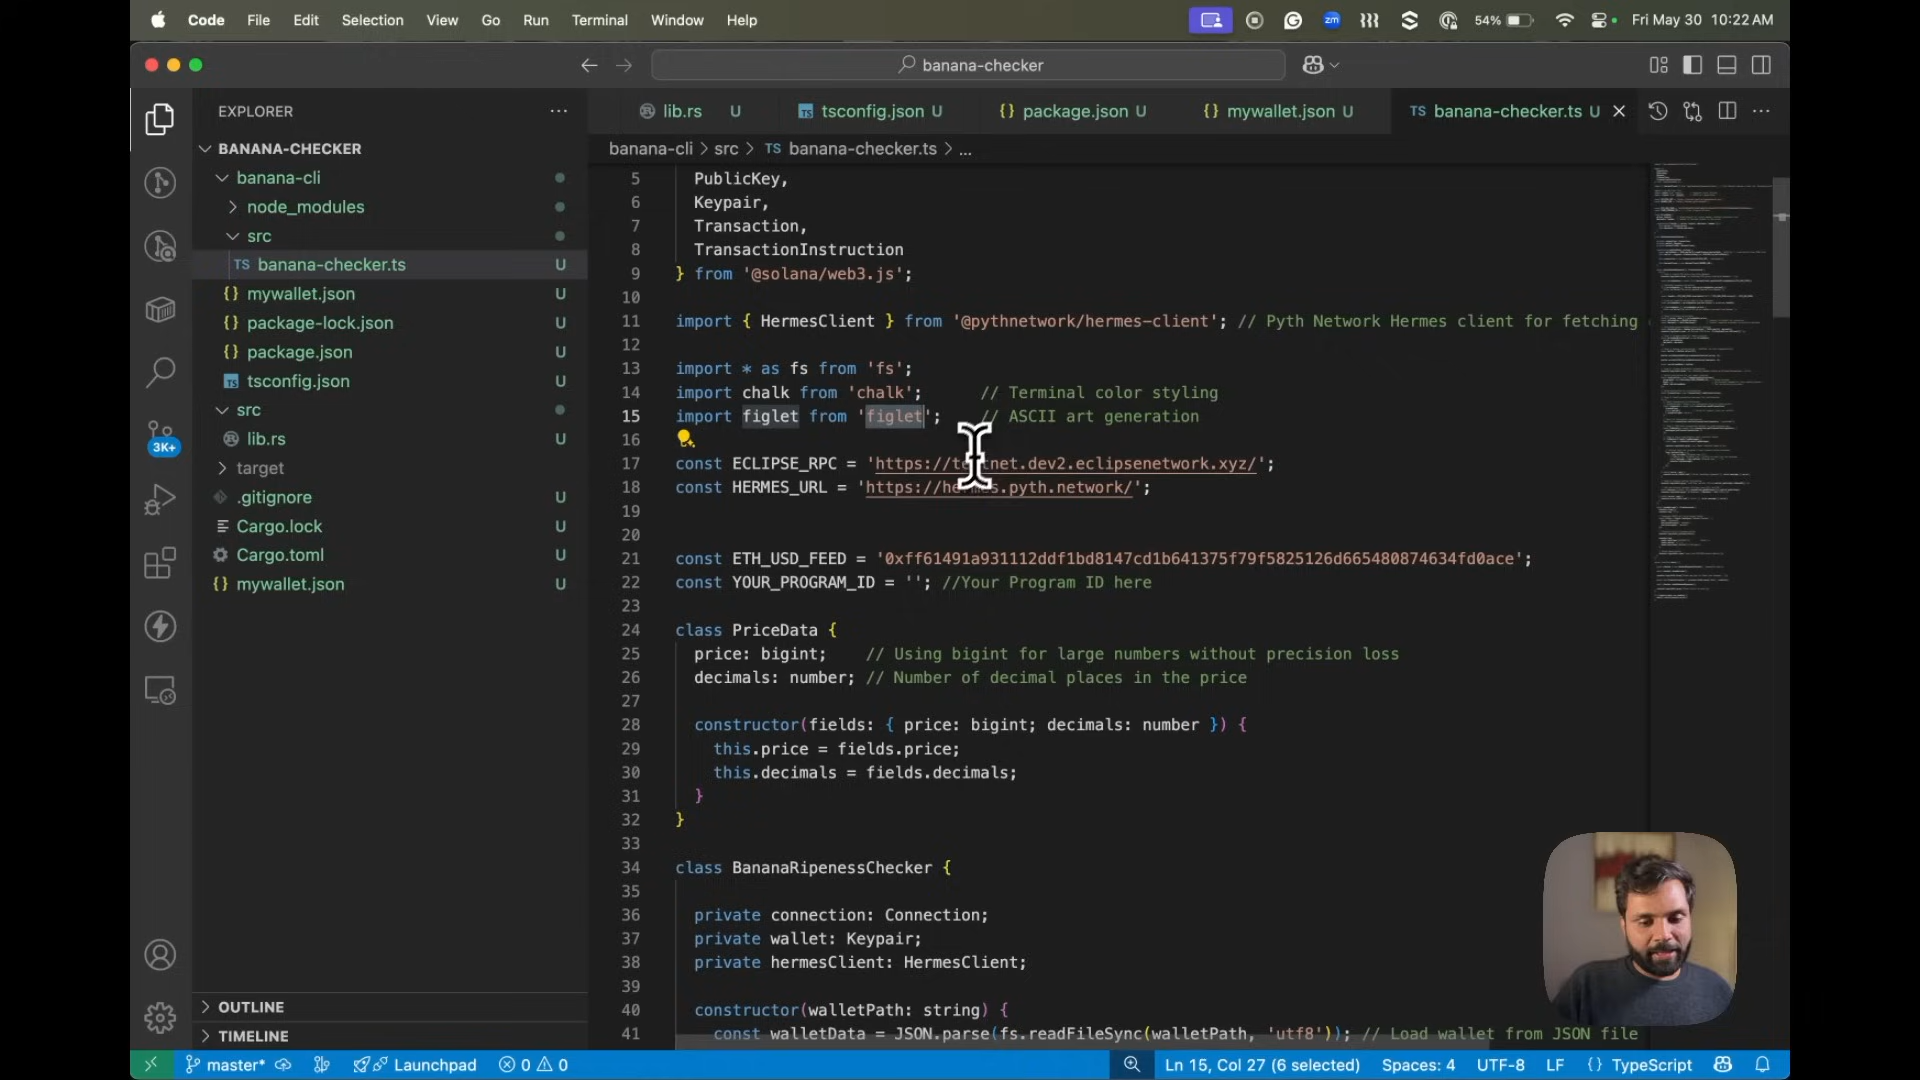 Code File Edit Selection View Go Run Terminal Window Help
zm 54% Fri May 30 10:22 AM
banana-checker
EXPLORER
lib.rs U
tsconfig.json U
{} package.json U
{} mywallet.json U
TS banana-checker.ts U
BANANA-CHECKER
banana-cli
node_modules
src
TS banana-checker.ts U
{} mywallet.json U
{} package-lock.json U
{} package.json U
TS tsconfig.json U
src
lib.rs U
target
.gitignore U
Cargo.lock U
Cargo.toml U
{} mywallet.json U
3K+
OUTLINE
TIMELINE
banana-cli > src > TS banana-checker.ts > ...
5 PublicKey,
6 Keypair,
7 Transaction,
8 TransactionInstruction
9 } from '@solana/web3.js';
10
11 import { HermesClient } from '@pythnetwork/hermes-client'; // Pyth Network Hermes client for fetching
12
13 import * as fs from 'fs';
14 import chalk from 'chalk'; // Terminal color styling
15 import figlet from 'figlet'; // ASCII art generation
16
17 const ECLIPSE_RPC = 'https://testnet.dev2.eclipsenetwork.xyz/';
18 const HERMES_URL = 'https://hermes.pyth.network/';
19
20
21 const ETH_USD_FEED = '0xff61491a931112ddf1bd8147cd1b641375f79f5825126d665480874634fd0ace';
22 const YOUR_PROGRAM_ID = ''; //Your Program ID here
23
24 class PriceData {
25 price: bigint; // Using bigint for large numbers without precision loss
26 decimals: number; // Number of decimal places in the price
27
28 constructor(fields: { price: bigint; decimals: number }) {
29 this.price = fields.price;
30 this.decimals = fields.decimals;
31 }
32 }
33
34 class BananaRipenessChecker {
35
36 private connection: Connection;
37 private wallet: Keypair;
38 private hermesClient: HermesClient;
39
40 constructor(walletPath: string) {
41 const walletData = JSON.parse(fs.readFileSync(walletPath, 'utf8')); // Load wallet from JSON file
master* Launchpad 0 0 Ln 15, Col 27 (6 selected) Spaces: 4 UTF-8 LF {} TypeScript